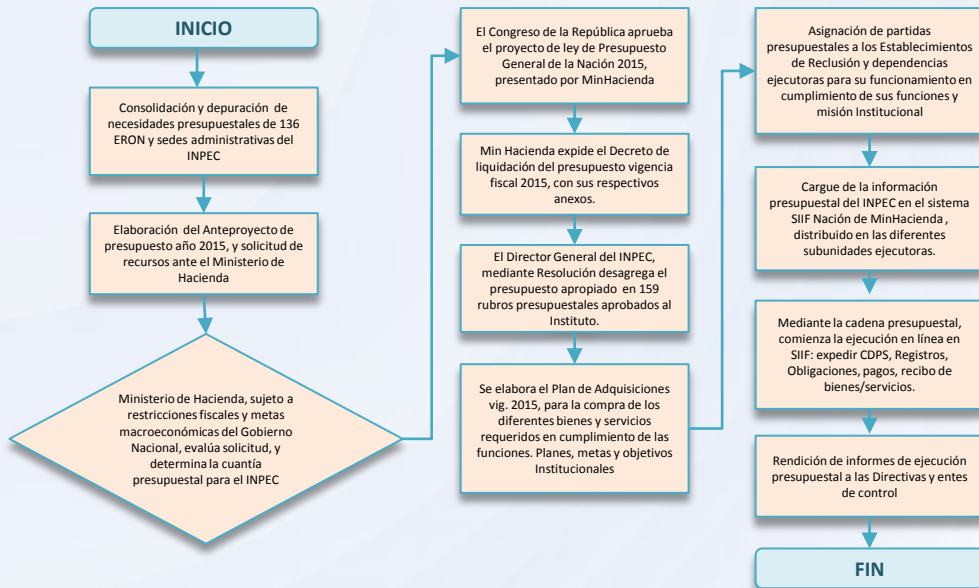 INICIO
Consolidación y depuración de
necesidades presupuestales de 136
ERON y sedes administrativas del
INPEC
Elaboración del Anteproyecto de
presupuesto año 2015, y solicitud de
recursos ante el Ministerio de
Hacienda
Ministerio de Hacienda, sujeto a
restricciones fiscales y metas
macroeconómicas del Gobierno
Nacional, evalúa solicitud, y
determina la cuantía
presupuestal para el INPEC
El Congreso de la República aprueba
el proyecto de ley de Presupuesto
General de la Nación 2015,
presentado por MinHacienda
Min Hacienda expide el Decreto de
liquidación del presupuesto vigencia
fiscal 2015, con sus respectivos
anexos.
El Director General del INPEC,
mediante Resolución desagrega el
presupuesto apropiado en 159
rubros presupuestales aprobados al
Instituto.
Se elabora el Plan de Adquisiciones
vig. 2015, para la compra de los
diferentes bienes y servicios
requeridos en cumplimiento de las
funciones. Planes, metas y objetivos
Institucionales
Asignación de partidas
presupuestales a los Establecimientos
de Reclusión y dependencias
ejecutoras para su funcionamiento en
cumplimiento de sus funciones y
misión Institucional
Cargue de la información
presupuestal del INPEC en el sistema
SIIF Nación de MinHacienda ,
distribuido en las diferentes
subunidades ejecutoras.
Mediante la cadena presupuestal,
comienza la ejecución en línea en
SIIF: expedir CDPS, Registros,
Obligaciones, pagos, recibo de
bienes/servicios.
Rendición de informes de ejecución
presupuestal a las Directivas y entes
de control
FIN